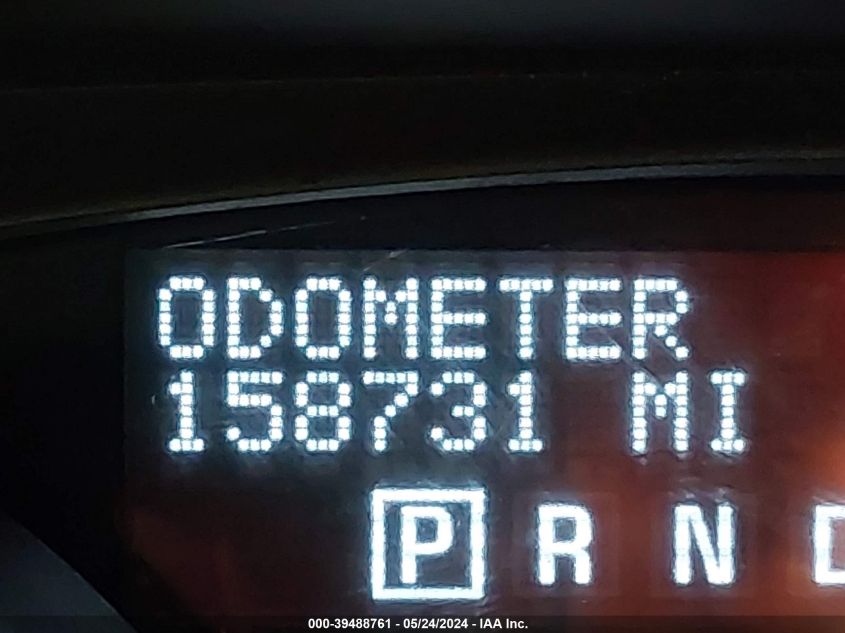 ODOMETER
158731 MI
P R N D
000-39488761 - 05/24/2024 - IAA Inc.